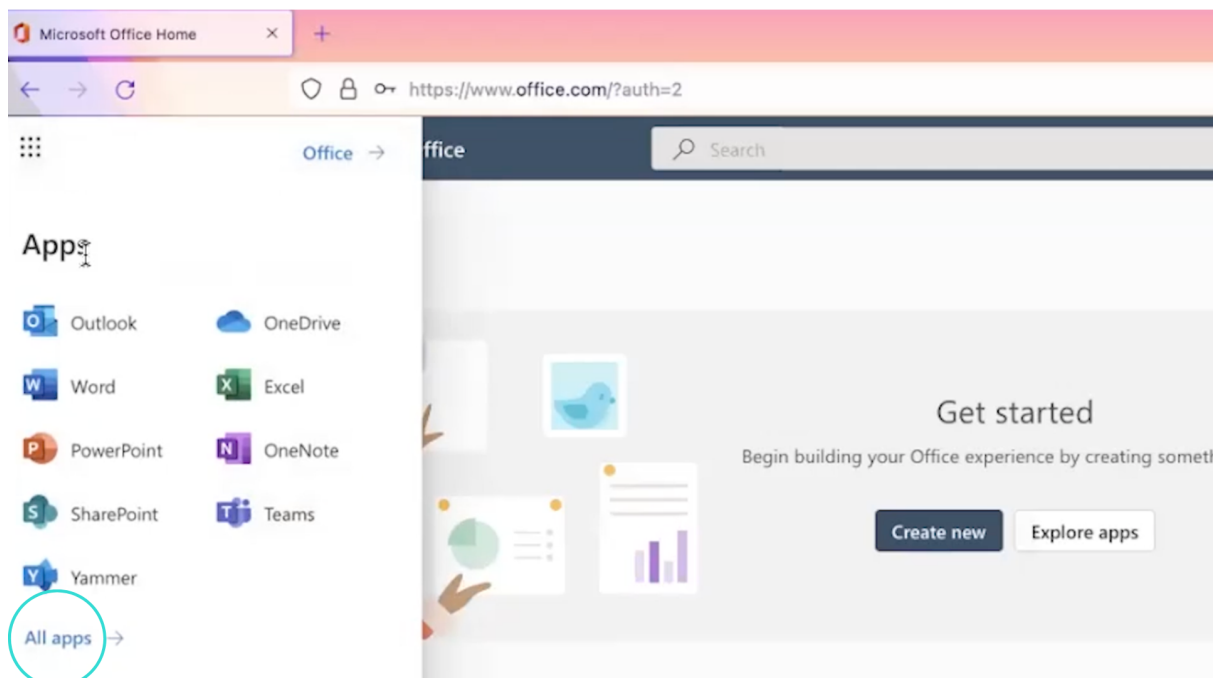 Microsoft Office Home
https://www.office.com/?auth=2
Office
ffice
Search
Apps
Outlook
OneDrive
Word
Excel
PowerPoint
OneNote
SharePoint
Teams
Yammer
All apps
Get started
Begin building your Office experience by creating someth
Create new
Explore apps